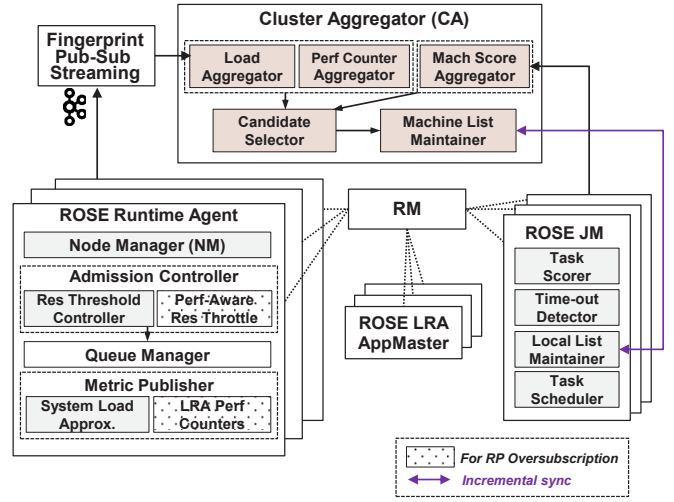 Cluster Aggregator (CA)
Fingerprint
Pub-Sub
Streaming
Load
Aggregator
Perf Counter
Aggregator
Mach Score
Aggregator
Candidate
Selector
Machine List
Maintainer
ROSE Runtime Agent
Node Manager (NM)
Admission Controller
Res Threshold
Controller
Perf-Aware
Res Throttle
Queue Manager
Metric Publisher
System Load
Approx.
LRA Perf
Counters
RM
ROSE LRA
AppMaster
ROSE JM
Task
Scorer
Time-out
Detector
Local List
Maintainer
Task
Scheduler
For RP Oversubscription
Incremental sync